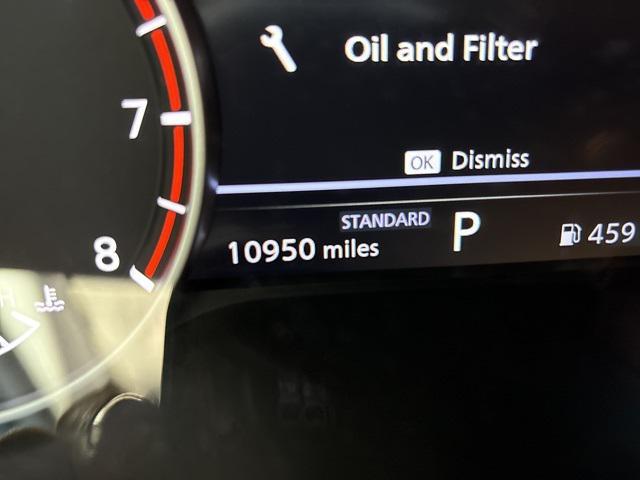 Oil and Filter
7
OK Dismiss
STANDARD
P
459
10950 miles
8
H